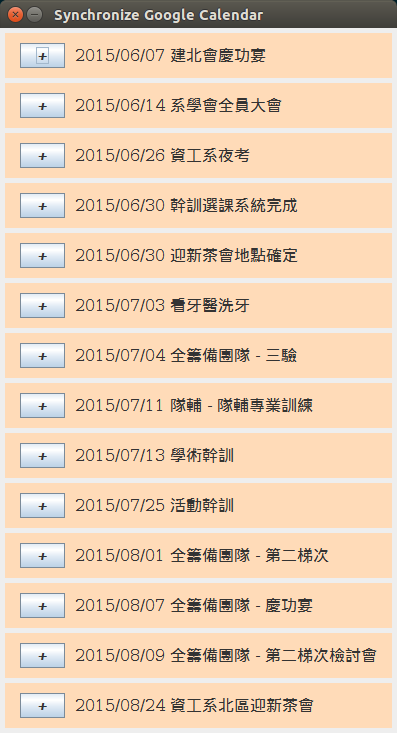 Synchronize Google Calendar
+ 2015/06/07 建北會慶功宴
+ 2015/06/14 系學會全員大會
+ 2015/06/26 資工系夜考
+ 2015/06/30 幹訓選課系統完成
+ 2015/06/30 迎新茶會地點確定
+ 2015/07/03 看牙醫洗牙
+ 2015/07/04 全籌備團隊 - 三驗
+ 2015/07/11 隊輔 - 隊輔專業訓練
+ 2015/07/13 學術幹訓
+ 2015/07/25 活動幹訓
+ 2015/08/01 全籌備團隊 - 第二梯次
+ 2015/08/07 全籌備團隊 - 慶功宴
+ 2015/08/09 全籌備團隊 - 第二梯次檢討會
+ 2015/08/24 資工系北區迎新茶會